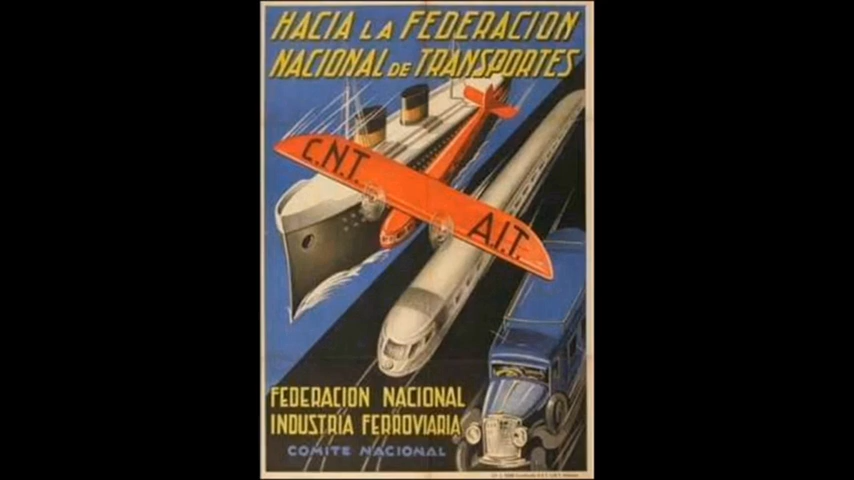 HACIA LA FEDERACION
NACIONAL DE TRANSPORTES
C.N.T.
A.I.T.
FEDERACION NACIONAL
INDUSTRIA FERROVIARIA
COMITE NACIONAL